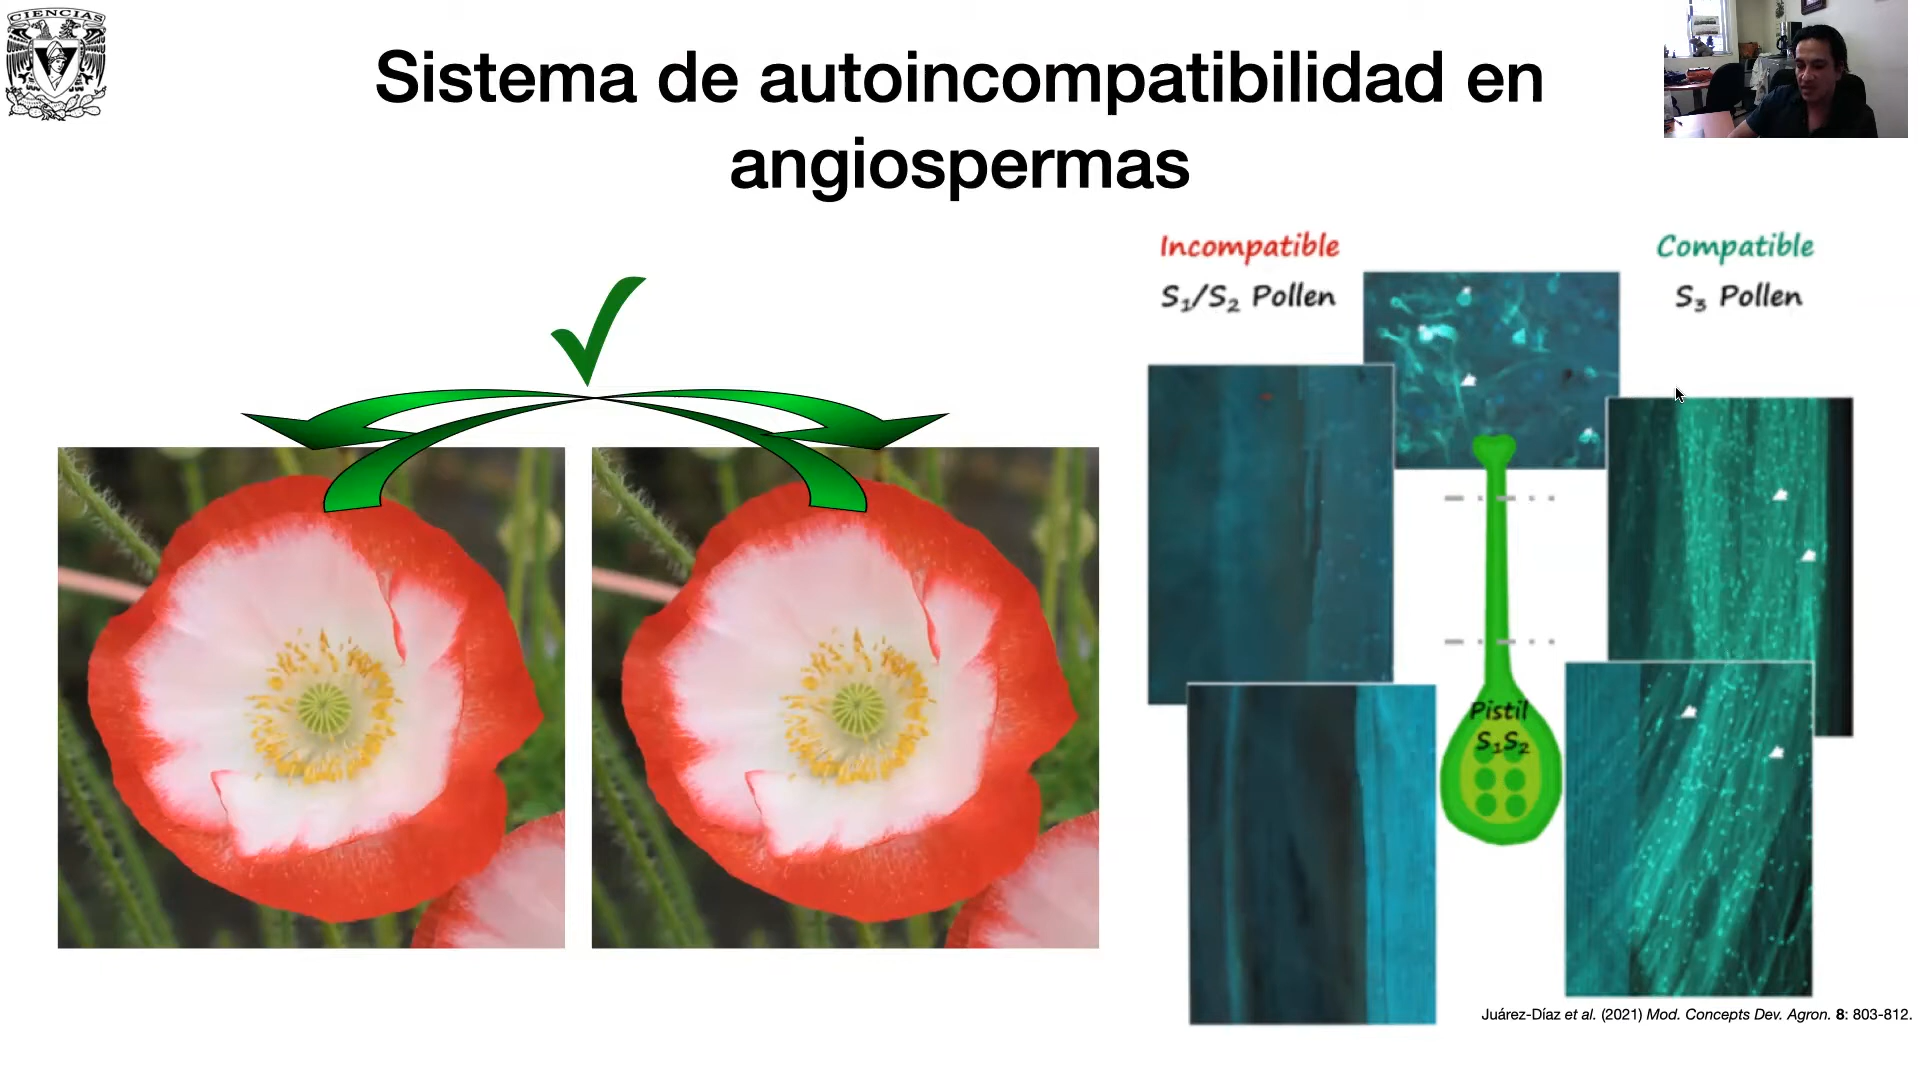 CIENCIAS
Sistema de autoincompatibilidad en
angiospermas
Incompatible
S₁/S₂ Pollen
Compatible
S₃ Pollen
Pistil
S₁S₂
Juárez-Díaz et al. (2021) Mod. Concepts Dev. Agron. 8: 803-812.